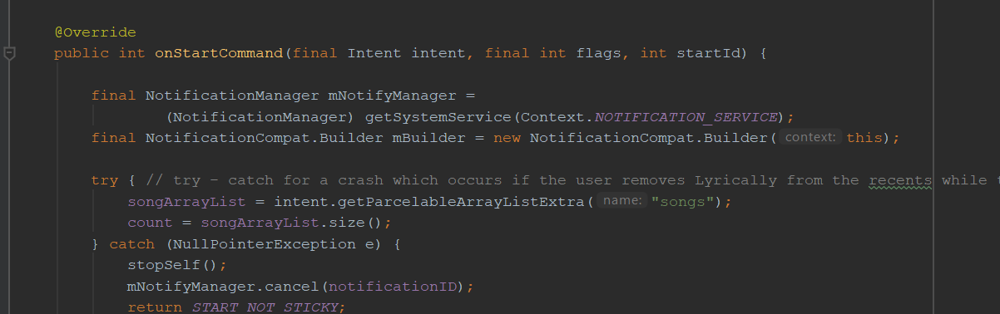 @Override
public int onStartCommand(final Intent intent, final int flags, int startId) {
final NotificationManager mNotifyManager =
(NotificationManager) getSystemService(Context.NOTIFICATION_SERVICE);
final NotificationCompat.Builder mBuilder = new NotificationCompat.Builder( context: this);
try { // try - catch for a crash which occurs if the user removes Lyrically from the recents while
songArrayList = intent.getParcelableArrayListExtra( name: "songs");
count = songArrayList.size();
} catch (NullPointerException e) {
stopSelf();
mNotifyManager.cancel(notificationID);
return START_NOT_STICKY;